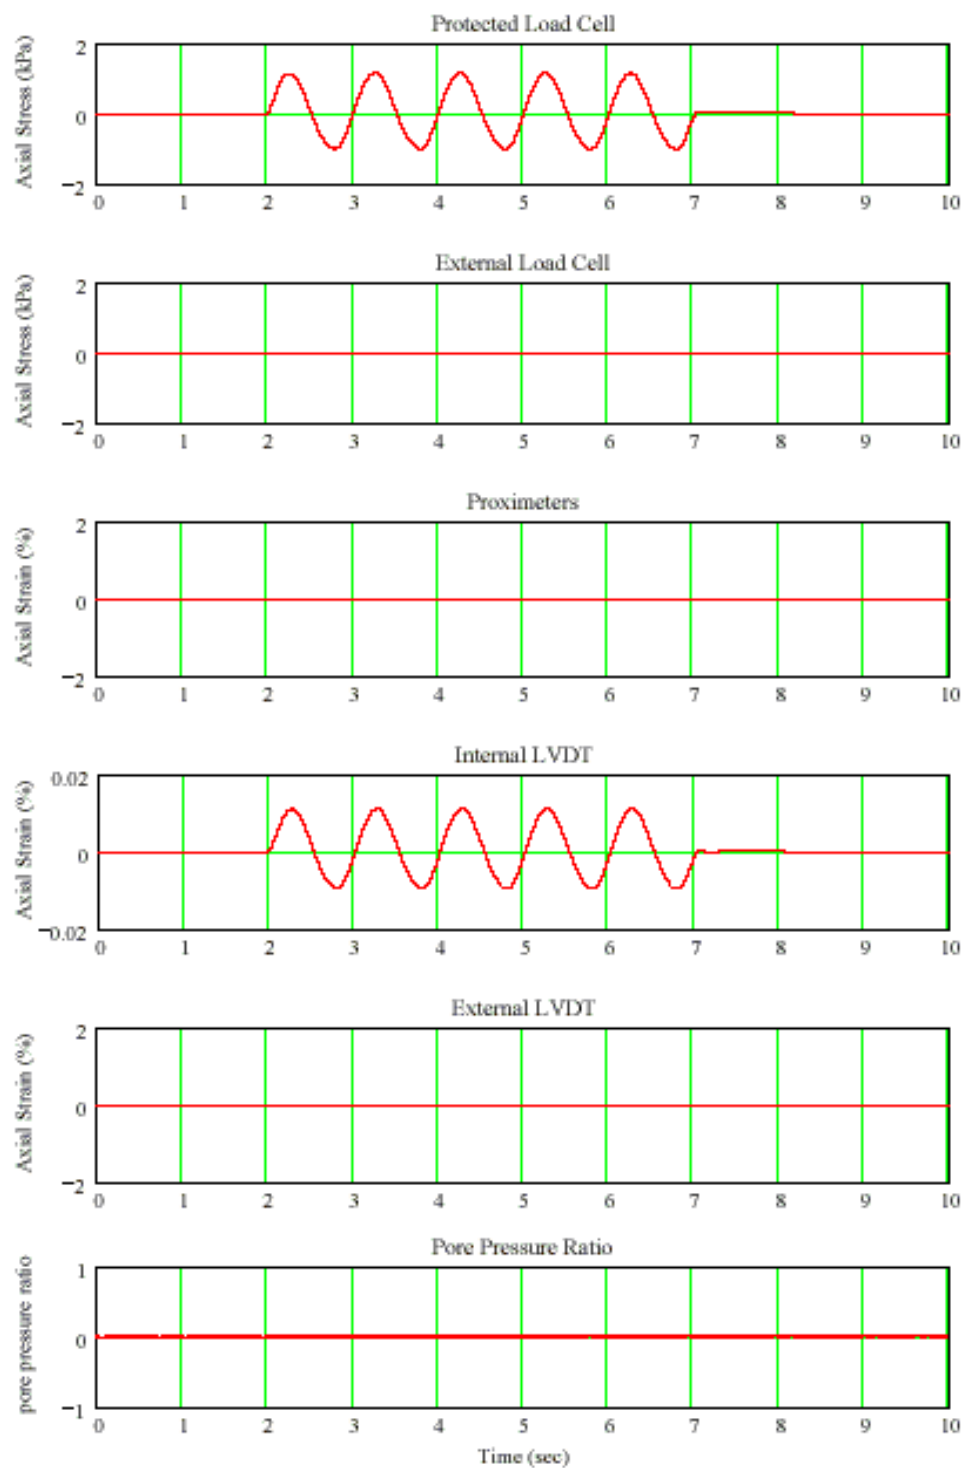 Protected Load Cell
Axial Stress (kPa)
2
0
−2
0 1 2 3 4 5 6 7 8 9 10
External Load Cell
Axial Stress (kPa)
2
0
−2
0 1 2 3 4 5 6 7 8 9 10
Proximeters
Axial Strain (%)
2
0
−2
0 1 2 3 4 5 6 7 8 9 10
Internal LVDT
Axial Strain (%)
0.02
0
−0.02
0 1 2 3 4 5 6 7 8 9 10
External LVDT
Axial Strain (%)
2
0
−2
0 1 2 3 4 5 6 7 8 9 10
Pore Pressure Ratio
pore pressure ratio
1
0
−1
0 1 2 3 4 5 6 7 8 9 10
Time (sec)